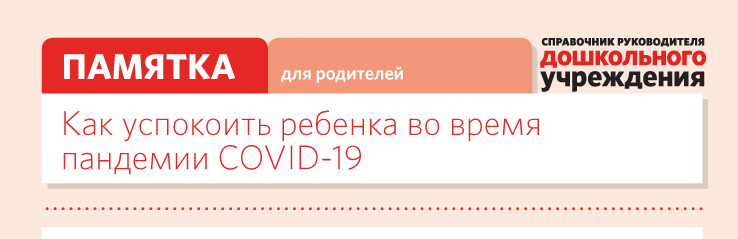 ПАМЯТКА
для родителей
СПРАВОЧНИК РУКОВОДИТЕЛЯ
ДОШКОЛЬНОГО
учреждения
Как успокоить ребенка во время
пандемии COVID-19